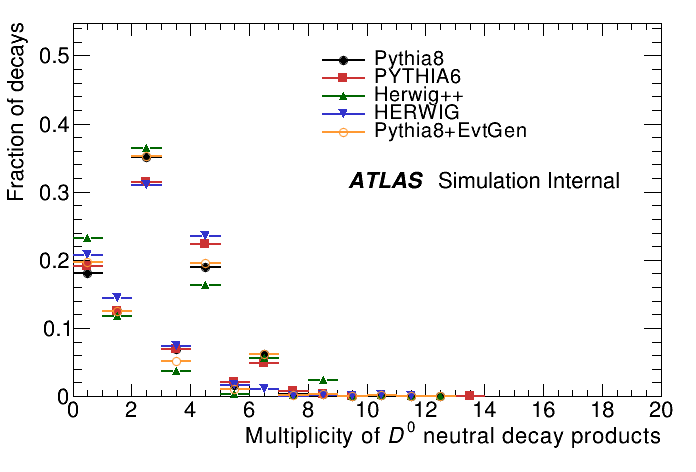 Fraction of decays
0.5
0.4
0.3
0.2
0.1
0
Pythia8
PYTHIA6
Herwig++
HERWIG
Pythia8+EvtGen
ATLAS Simulation Internal
0 2 4 6 8 10 12 14 16 18 20
Multiplicity of D⁰ neutral decay products